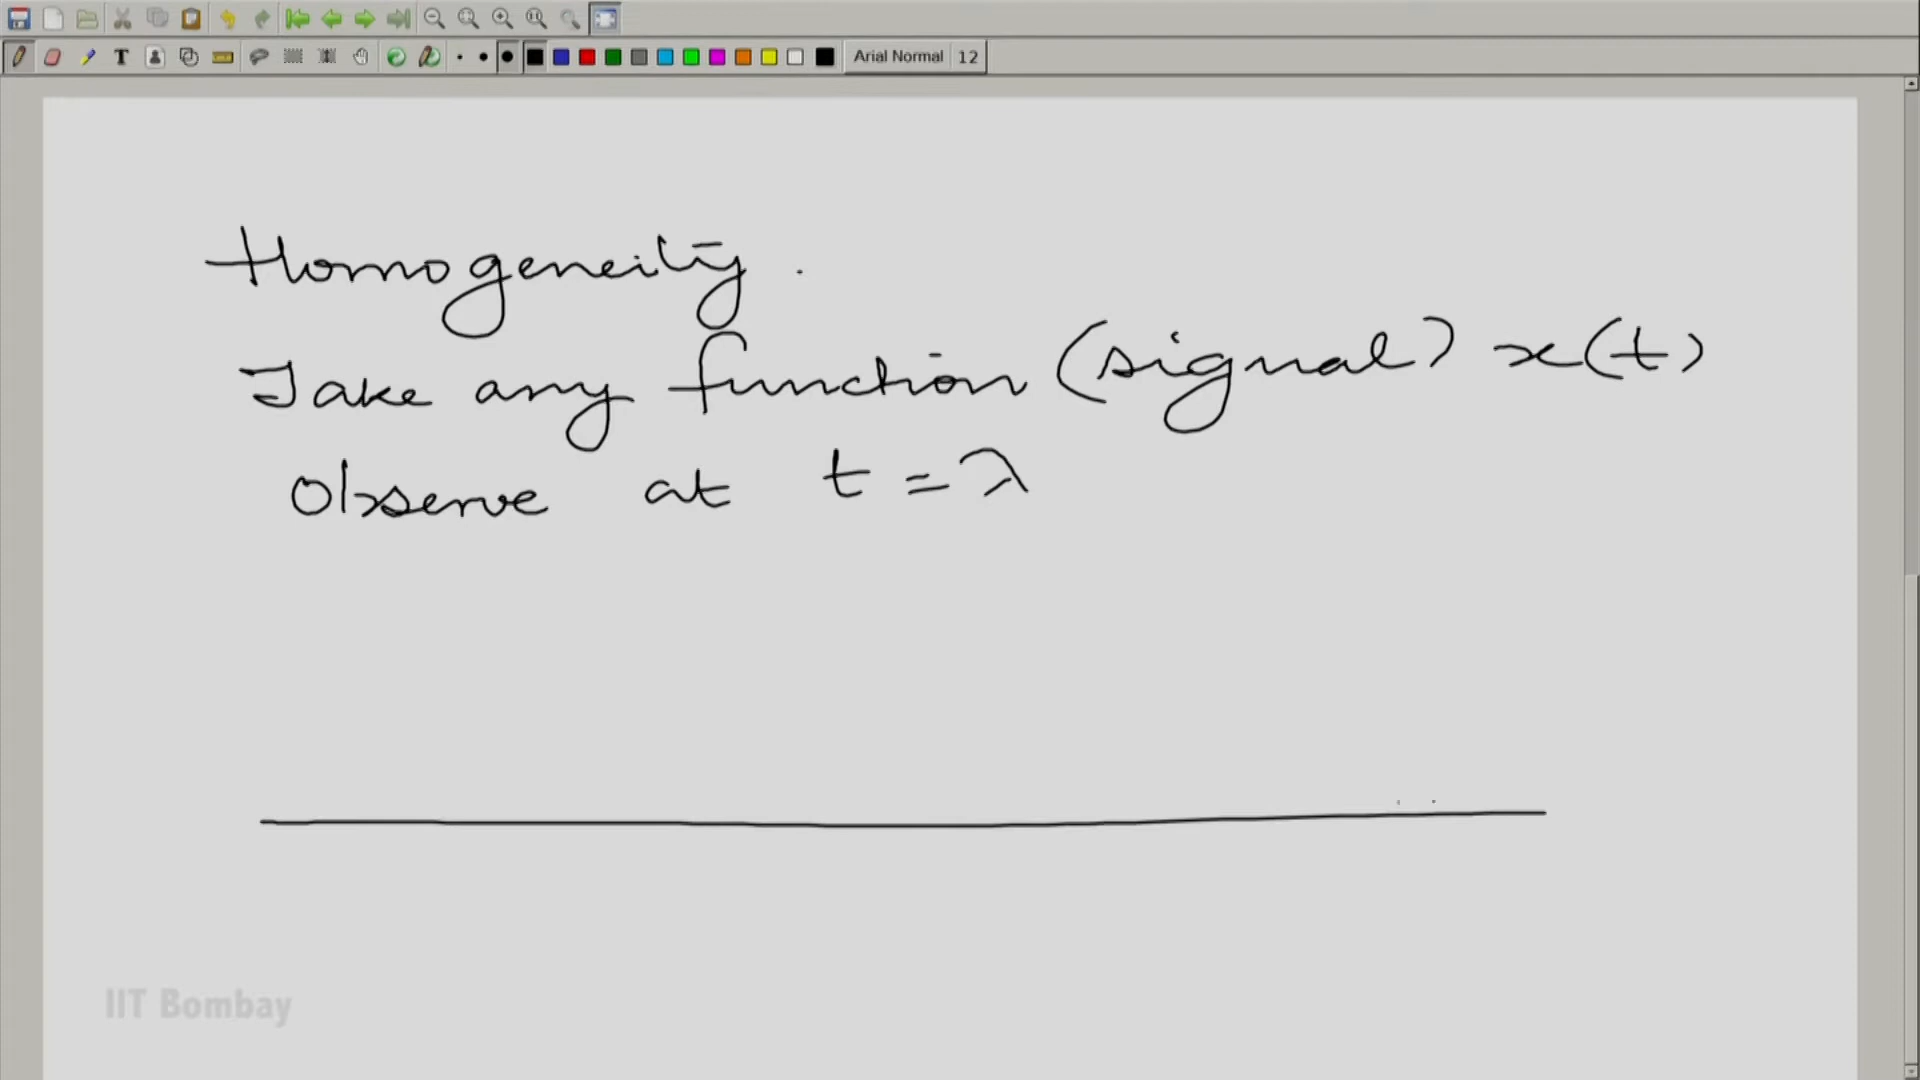 Arial Normal 12
Homogeneity.
Take any function (signal) x(t)
Observe at t = λ
IIT Bombay